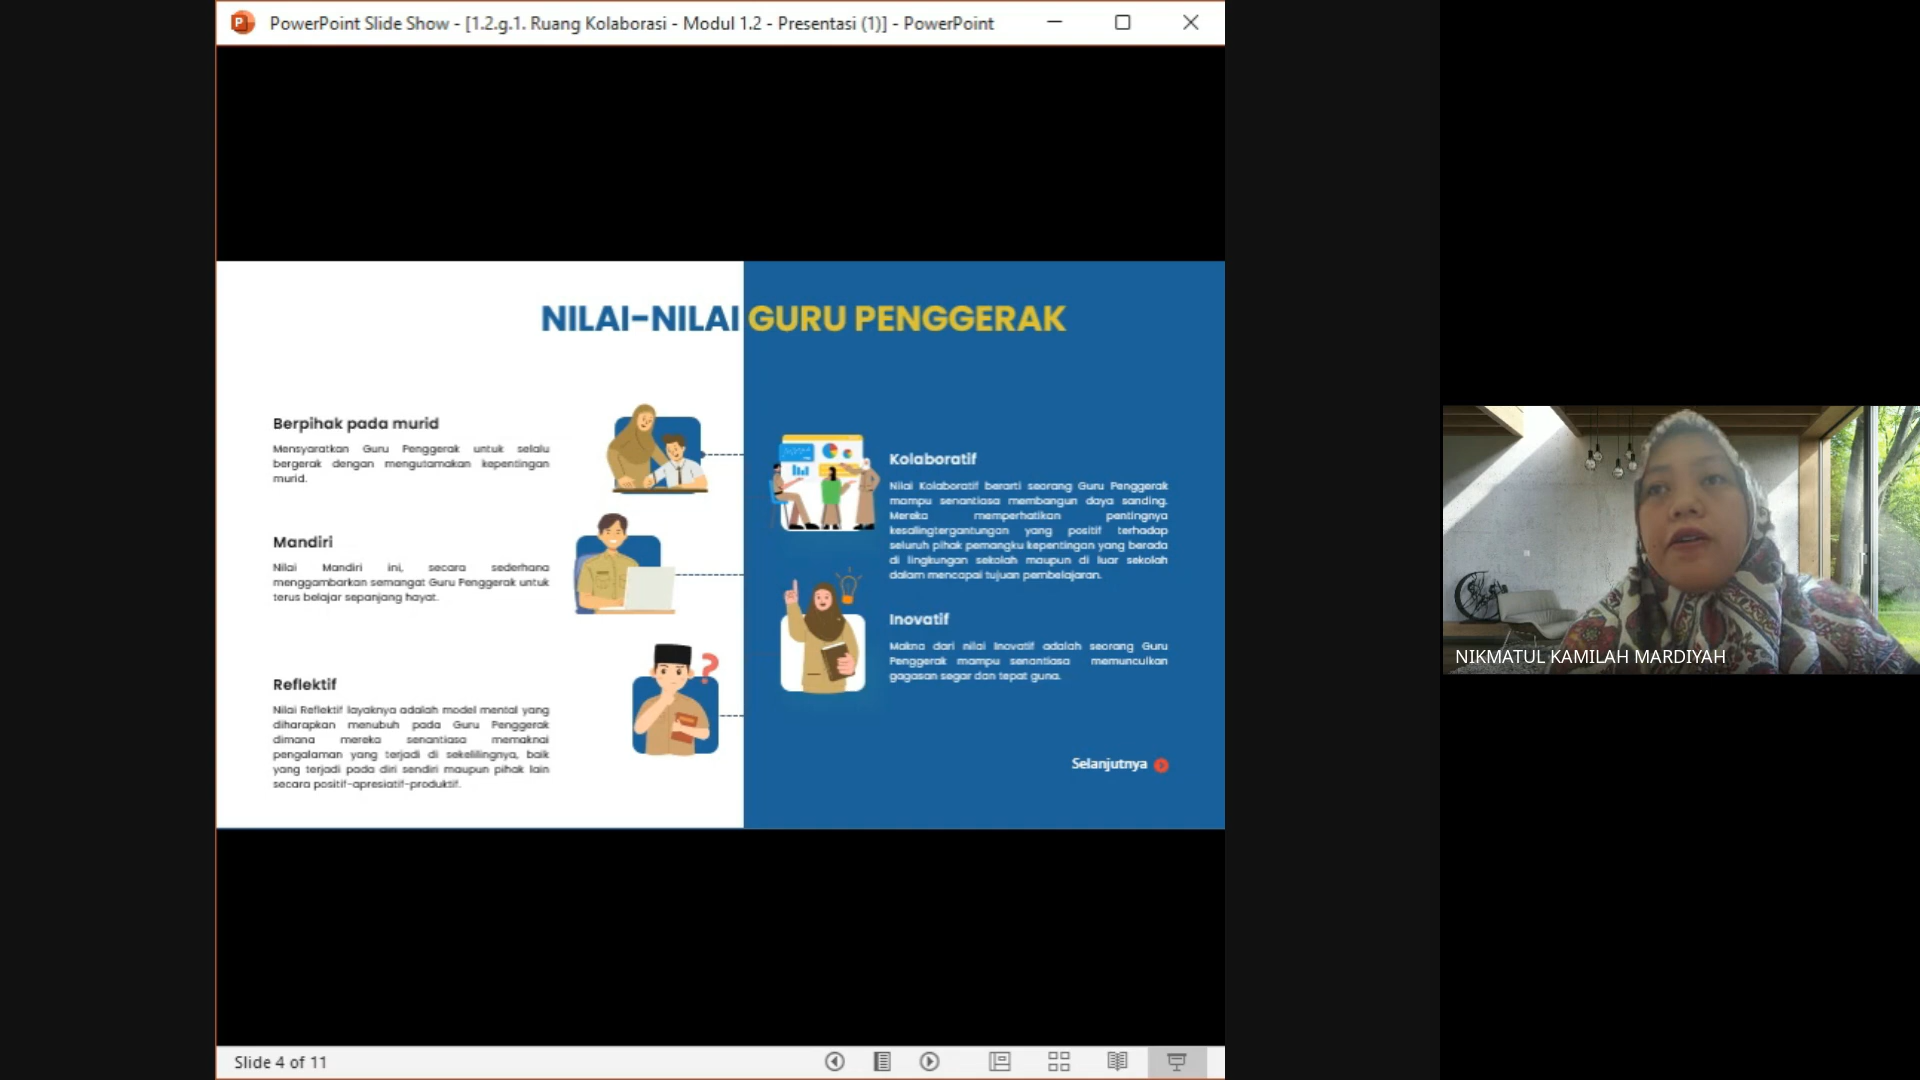 PowerPoint Slide Show - [1.2.g.1. Ruang Kolaborasi - Modul 1.2 - Presentasi (1)] - PowerPoint
NILAI-NILAI GURU PENGGERAK
Berpihak pada murid
Mensyaratkan Guru Penggerak untuk selalu
bergerak dengan mengutamakan kepentingan
murid.
Mandiri
Nilai Mandiri ini, secara sederhana
menggambarkan semangat Guru Penggerak untuk
terus belajar sepanjang hayat.
Reflektif
Nilai Reflektif layaknya adalah model mental yang
diharapkan menubuh pada Guru Penggerak
dimana mereka senantiasa memaknai
pengalaman yang terjadi di sekelilingnya, baik
yang terjadi pada diri sendiri maupun pihak lain
secara positif-apresiatif-produktif.
Kolaboratif
Nilai Kolaboratif berarti seorang Guru Penggerak
mampu senantiasa membangun daya sanding.
Mereka memperhatikan pentingnya
kesalingtergantungan yang positif terhadap
seluruh pihak pemangku kepentingan yang berada
di lingkungan sekolah maupun di luar sekolah
dalam mencapai tujuan pembelajaran.
Inovatif
Makna dari nilai Inovatif adalah seorang Guru
Penggerak mampu senantiasa memunculkan
gagasan segar dan tepat guna.
Selanjutnya
Slide 4 of 11
NIKMATUL KAMILAH MARDIYAH